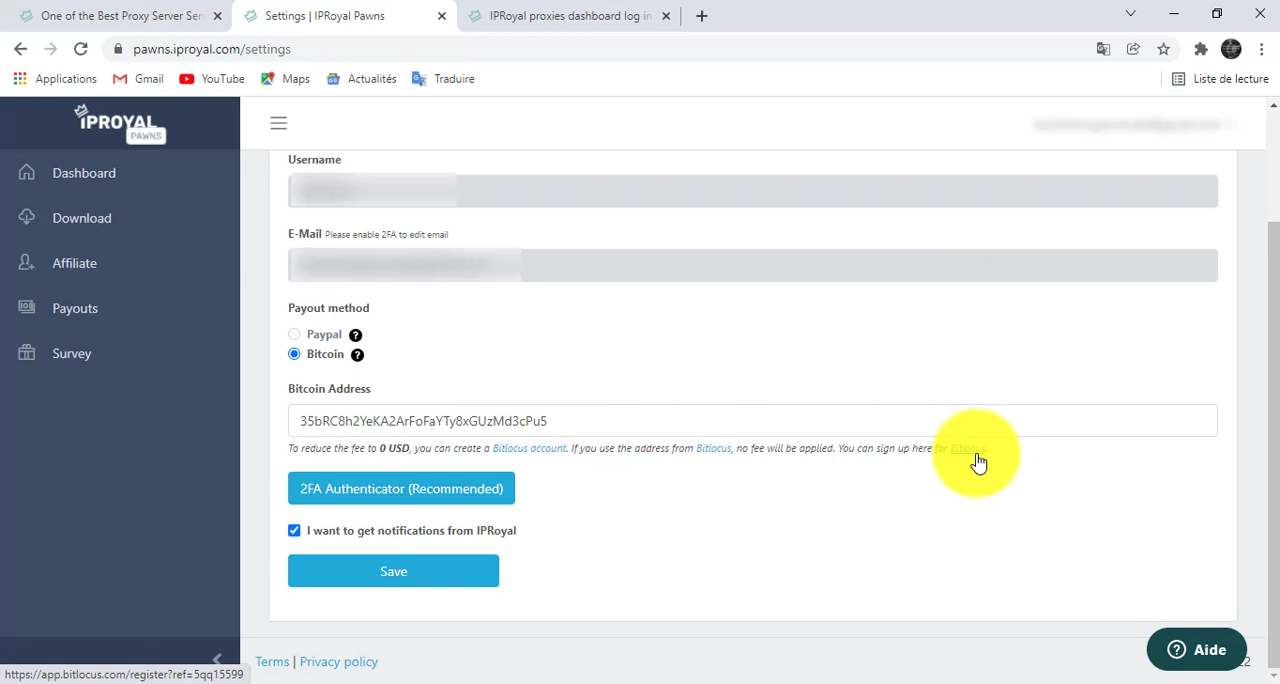 One of the Best Proxy Server Ser
Settings | IPRoyal Pawns
IPRoyal proxies dashboard log in
pawns.iproyal.com/settings
Applications
Gmail
YouTube
Maps
Actualités
Traduire
Liste de lecture
IPROYAL
PAWNS
Dashboard
Download
Affiliate
Payouts
Survey
Username
E-Mail Please enable 2FA to edit email
Payout method
Paypal ?
Bitcoin ?
Bitcoin Address
35bRC8h2YeKA2ArFoFaYTy8xGUzMd3cPu5
To reduce the fee to 0 USD, you can create a Bitlocus account. If you use the address from Bitlocus, no fee will be applied. You can sign up here for Bitlocus.
2FA Authenticator (Recommended)
I want to get notifications from IPRoyal
Save
Terms | Privacy policy
? Aide
https://app.bitlocus.com/register?ref=5qq15599